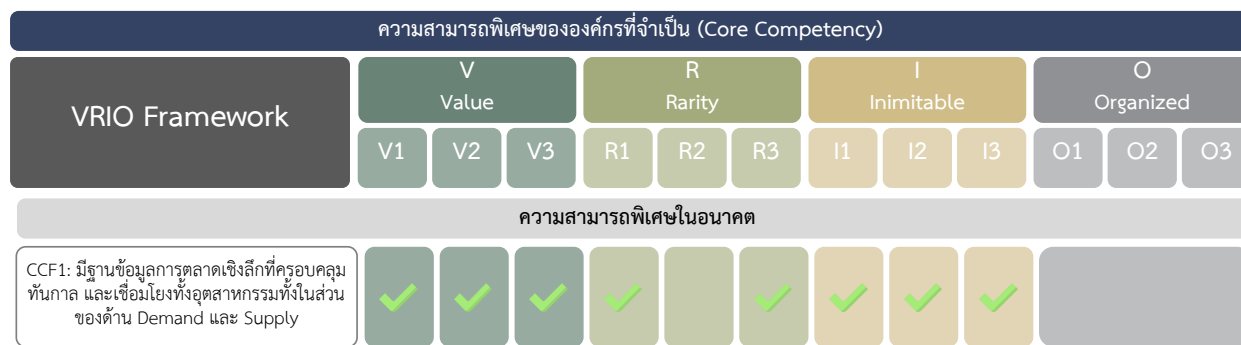 ความสามารถพิเศษขององค์กรที่จำเป็น (Core Competency)
VRIO Framework
V
Value
R
Rarity
I
Inimitable
O
Organized
V1 V2 V3 R1 R2 R3 I1 I2 I3 O1 O2 O3
ความสามารถพิเศษในอนาคต
CCF1: มีฐานข้อมูลการตลาดเชิงลึกที่ครอบคลุม
ทันกาล และเชื่อมโยงทั้งอุตสาหกรรมทั้งในส่วน
ของด้าน Demand และ Supply